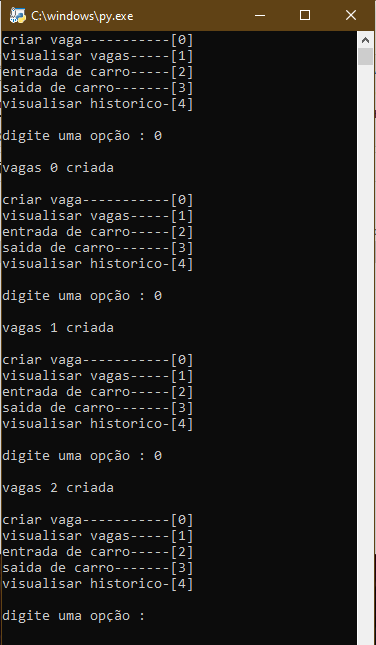 C:\windows\py.exe
criar vaga-----------[0]
visualisar vagas-----[1]
entrada de carro-----[2]
saida de carro-------[3]
visualisar historico-[4]
digite uma opção : 0
vagas 0 criada
criar vaga-----------[0]
visualisar vagas-----[1]
entrada de carro-----[2]
saida de carro-------[3]
visualisar historico-[4]
digite uma opção : 0
vagas 1 criada
criar vaga-----------[0]
visualisar vagas-----[1]
entrada de carro-----[2]
saida de carro-------[3]
visualisar historico-[4]
digite uma opção : 0
vagas 2 criada
criar vaga-----------[0]
visualisar vagas-----[1]
entrada de carro-----[2]
saida de carro-------[3]
visualisar historico-[4]
digite uma opção :